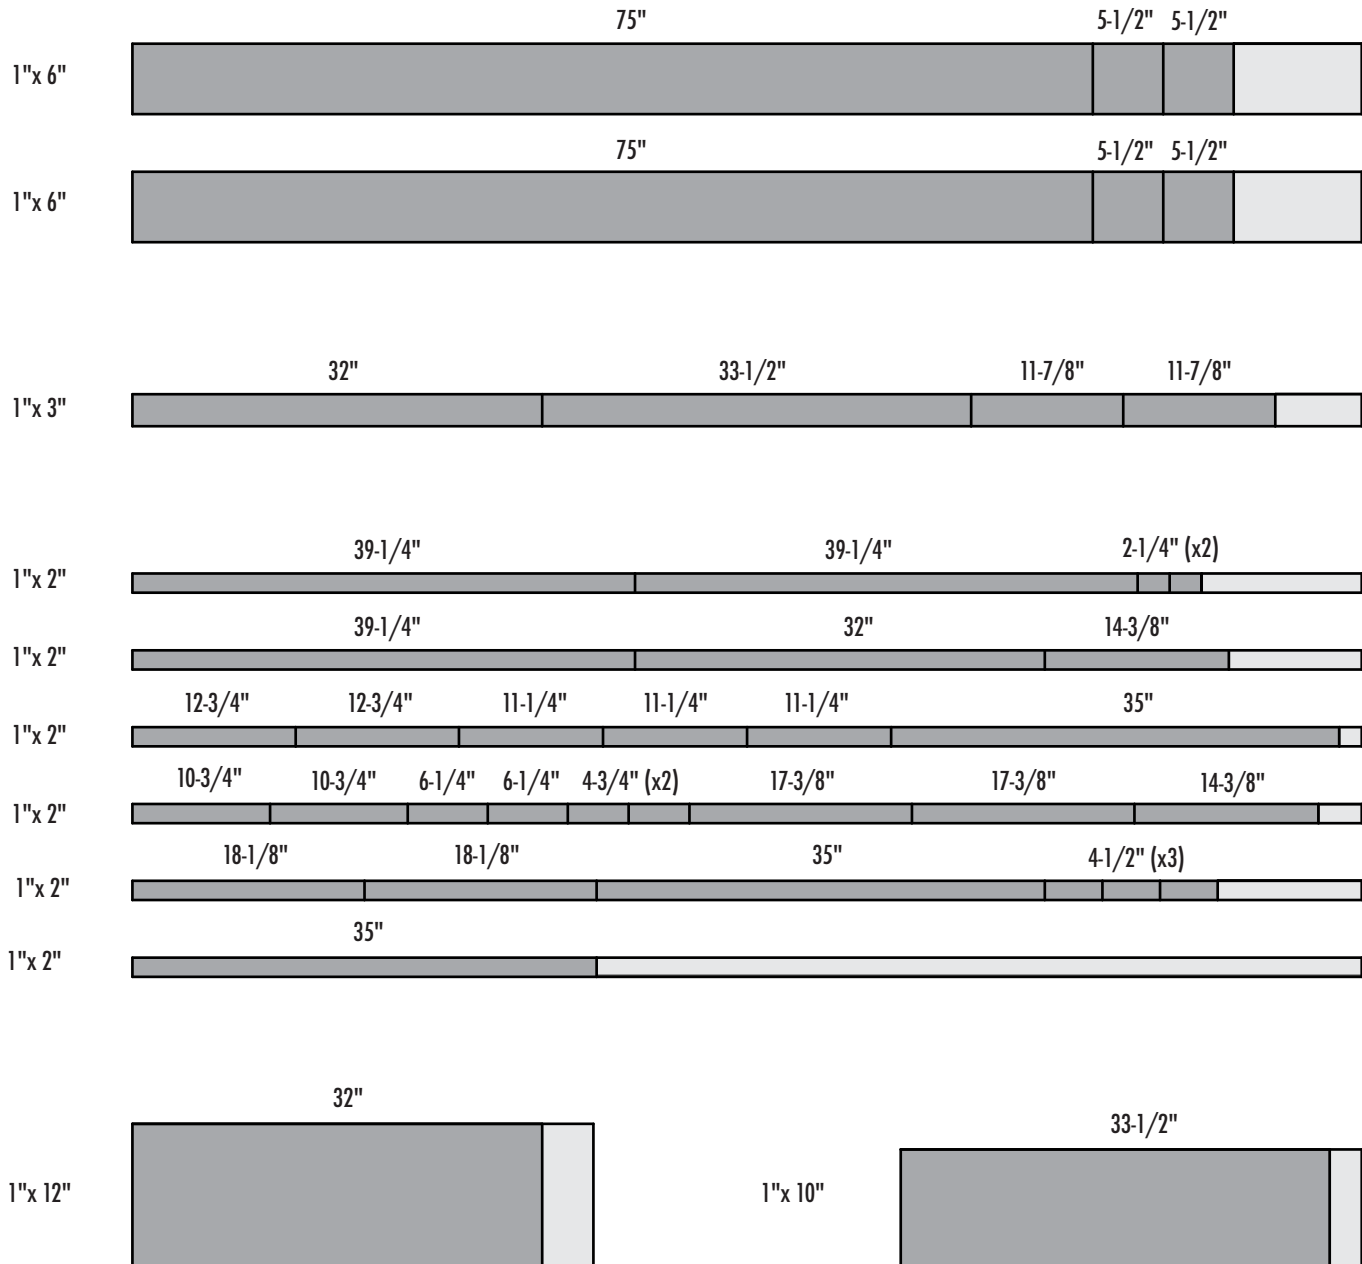 75" 5-1/2" 5-1/2"
1"x 6"
75" 5-1/2" 5-1/2"
1"x 6"
32" 33-1/2" 11-7/8" 11-7/8"
1"x 3"
39-1/4" 39-1/4" 2-1/4" (x2)
1"x 2"
39-1/4" 32" 14-3/8"
1"x 2"
12-3/4" 12-3/4" 11-1/4" 11-1/4" 11-1/4" 35"
1"x 2"
10-3/4" 10-3/4" 6-1/4" 6-1/4" 4-3/4" (x2) 17-3/8" 17-3/8" 14-3/8"
1"x 2"
18-1/8" 18-1/8" 35" 4-1/2" (x3)
1"x 2"
35"
1"x 2"
32"
33-1/2"
1"x 12" 1"x 10"